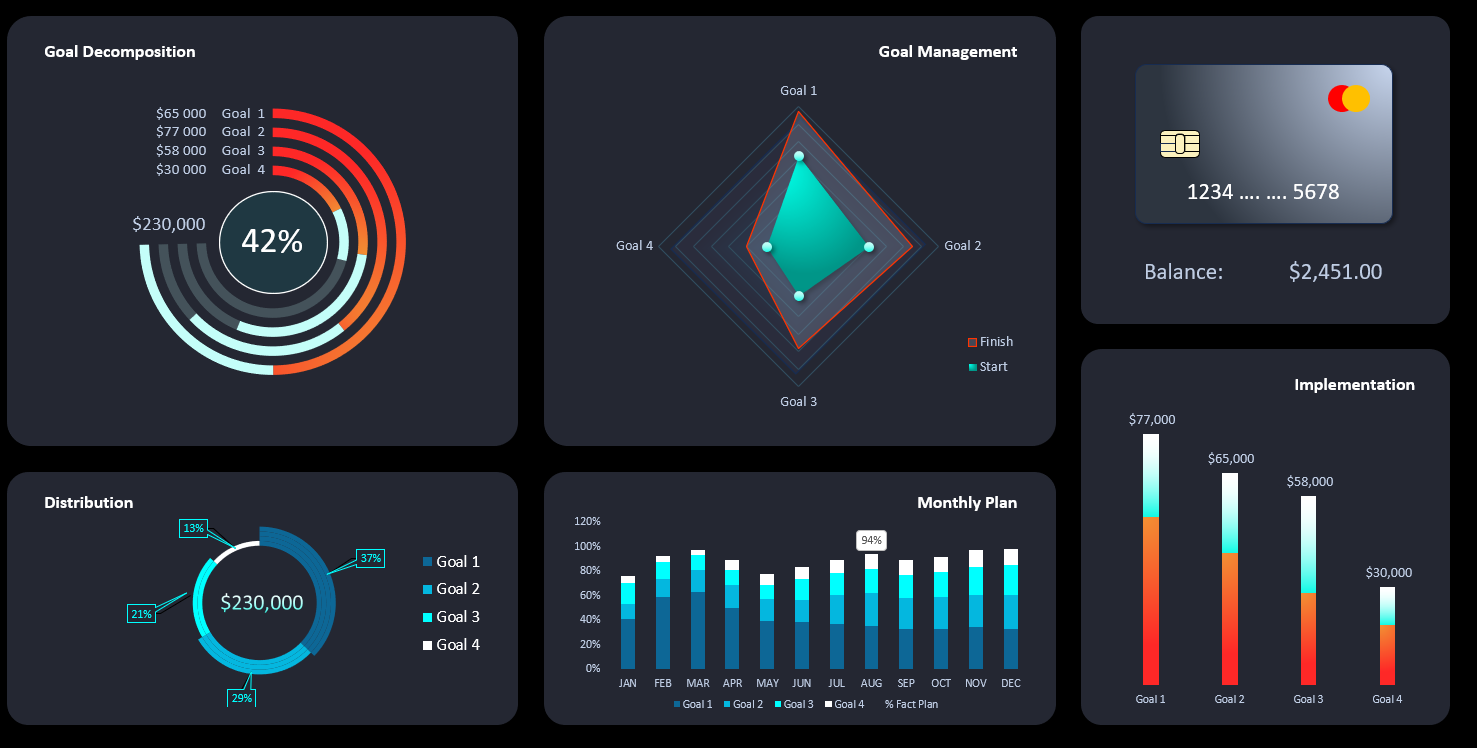 Goal Decomposition
$65 000 Goal 1
$77 000 Goal 2
$58 000 Goal 3
$30 000 Goal 4
$230,000
42%
Goal Management
Goal 1
Goal 4
Goal 2
Goal 3
Finish
Start
1234 .... .... 5678
Balance: $2,451.00
Distribution
13%
37%
21%
29%
$230,000
Goal 1
Goal 2
Goal 3
Goal 4
Monthly Plan
120%
100%
80%
60%
40%
20%
0%
94%
JAN FEB MAR APR MAY JUN JUL AUG SEP OCT NOV DEC
Goal 1 Goal 2 Goal 3 Goal 4 % Fact Plan
Implementation
$77,000
$65,000
$58,000
$30,000
Goal 1 Goal 2 Goal 3 Goal 4